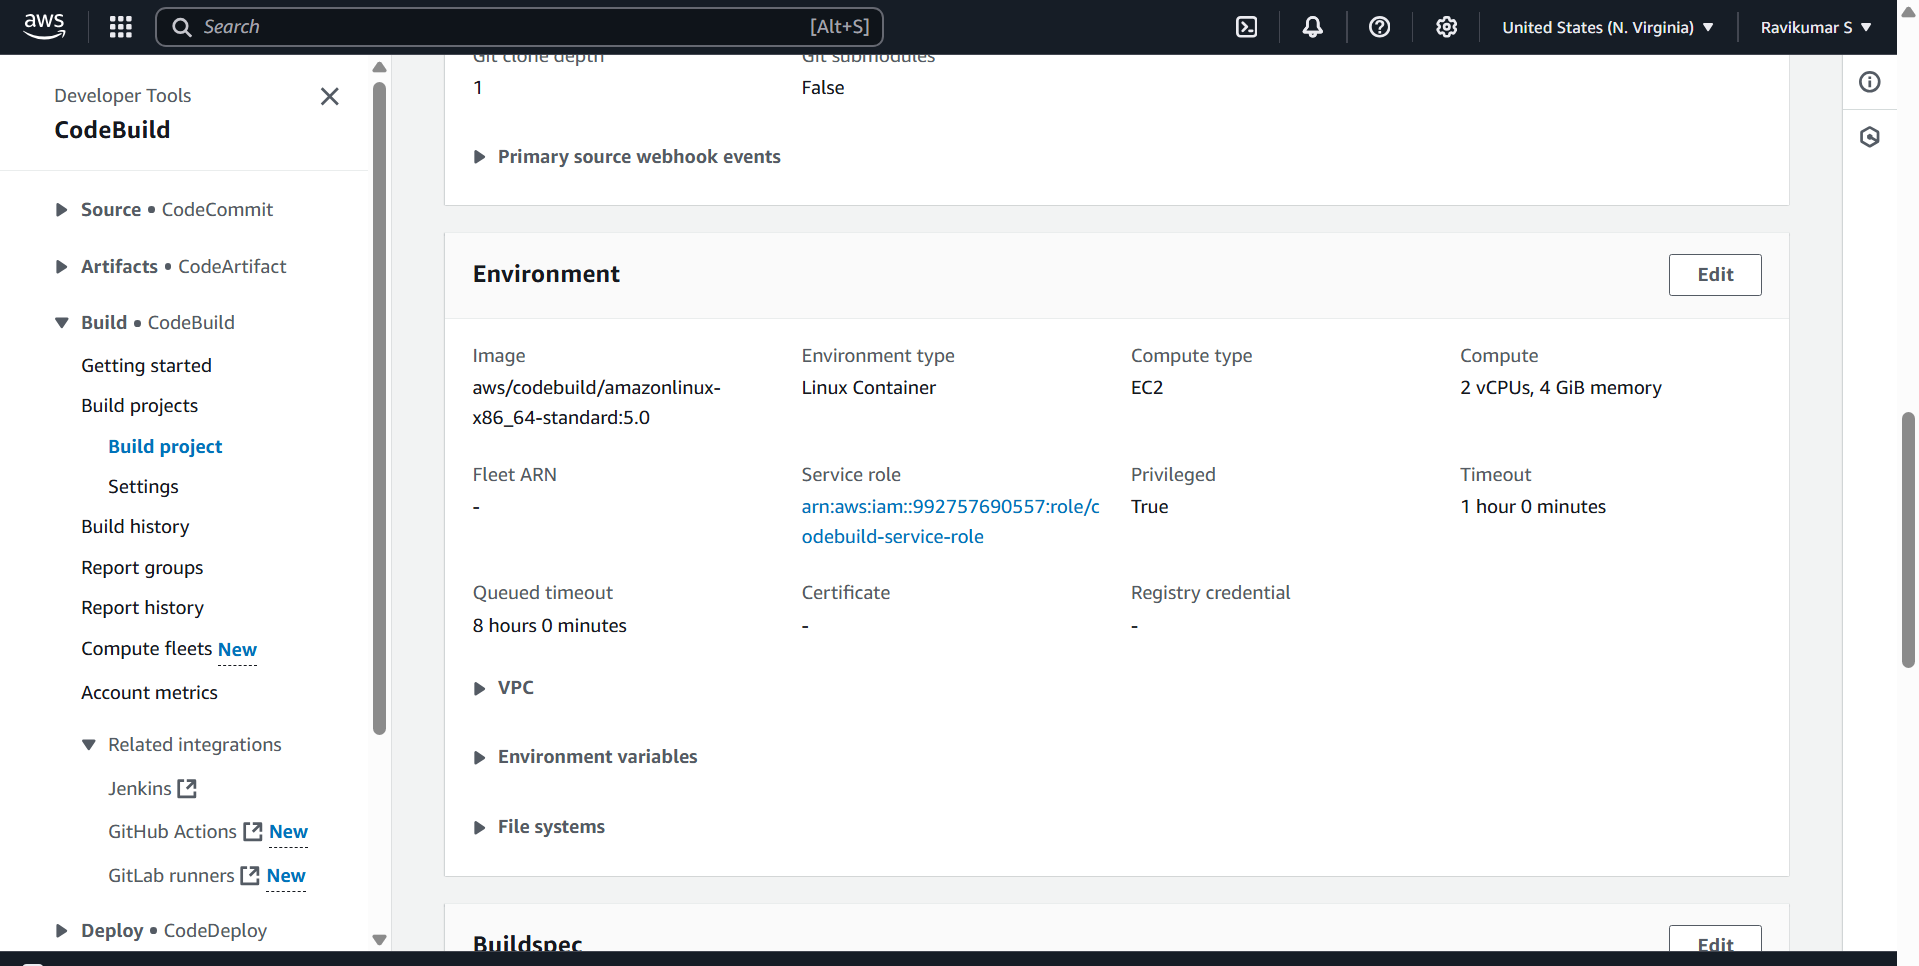 aws
Search
[Alt+S]
United States (N. Virginia)
Ravikumar S
Developer Tools
CodeBuild
Source • CodeCommit
Artifacts • CodeArtifact
Build • CodeBuild
Getting started
Build projects
Build project
Settings
Build history
Report groups
Report history
Compute fleets New
Account metrics
Related integrations
Jenkins
GitHub Actions New
GitLab runners New
Deploy • CodeDeploy
Git clone depth
1
Git submodules
False
Primary source webhook events
Environment
Edit
Image
aws/codebuild/amazonlinux-
x86_64-standard:5.0
Environment type
Linux Container
Compute type
EC2
Compute
2 vCPUs, 4 GiB memory
Fleet ARN
-
Service role
arn:aws:iam::992757690557:role/c
odebuild-service-role
Privileged
True
Timeout
1 hour 0 minutes
Queued timeout
8 hours 0 minutes
Certificate
-
Registry credential
-
VPC
Environment variables
File systems
Buildspec
Edit